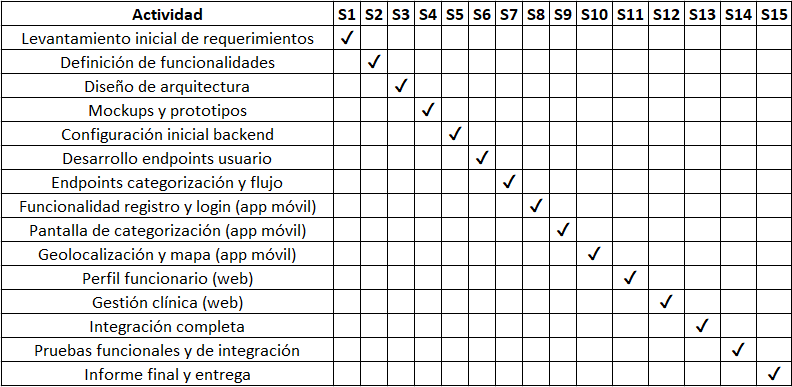 Actividad S1 S2 S3 S4 S5 S6 S7 S8 S9 S10 S11 S12 S13 S14 S15
Levantamiento inicial de requerimientos ✓
Definición de funcionalidades ✓
Diseño de arquitectura ✓
Mockups y prototipos ✓
Configuración inicial backend ✓
Desarrollo endpoints usuario ✓
Endpoints categorización y flujo ✓
Funcionalidad registro y login (app móvil) ✓
Pantalla de categorización (app móvil) ✓
Geolocalización y mapa (app móvil) ✓
Perfil funcionario (web) ✓
Gestión clínica (web) ✓
Integración completa ✓
Pruebas funcionales y de integración ✓
Informe final y entrega ✓